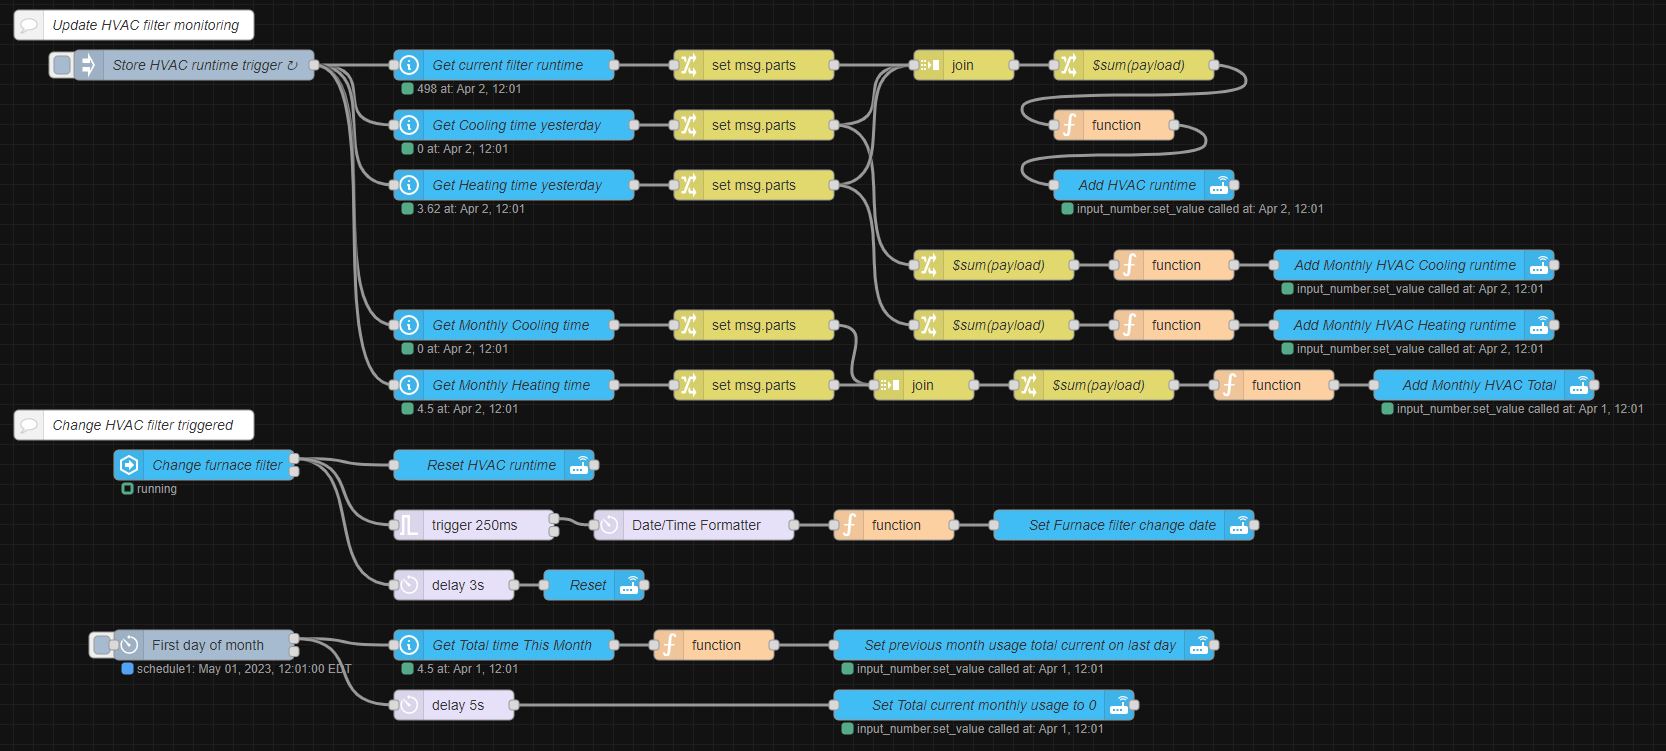 Update HVAC filter monitoring
Store HVAC runtime trigger ↻
Get current filter runtime
set msg.parts
join
$sum(payload)
498 at: Apr 2, 12:01
Get Cooling time yesterday
set msg.parts
function
0 at: Apr 2, 12:01
Get Heating time yesterday
set msg.parts
Add HVAC runtime
3.62 at: Apr 2, 12:01
input_number.set_value called at: Apr 2, 12:01
$sum(payload)
function
Add Monthly HVAC Cooling runtime
input_number.set_value called at: Apr 2, 12:01
Get Monthly Cooling time
set msg.parts
$sum(payload)
function
Add Monthly HVAC Heating runtime
0 at: Apr 2, 12:01
input_number.set_value called at: Apr 2, 12:01
Get Monthly Heating time
set msg.parts
join
$sum(payload)
function
Add Monthly HVAC Total
4.5 at: Apr 2, 12:01
input_number.set_value called at: Apr 1, 12:01
Change HVAC filter triggered
Change furnace filter
Reset HVAC runtime
running
trigger 250ms
Date/Time Formatter
function
Set Furnace filter change date
delay 3s
Reset
First day of month
Get Total time This Month
function
Set previous month usage total current on last day
schedule1: May 01, 2023, 12:01:00 EDT
4.5 at: Apr 1, 12:01
input_number.set_value called at: Apr 1, 12:01
delay 5s
Set Total current monthly usage to 0
input_number.set_value called at: Apr 1, 12:01